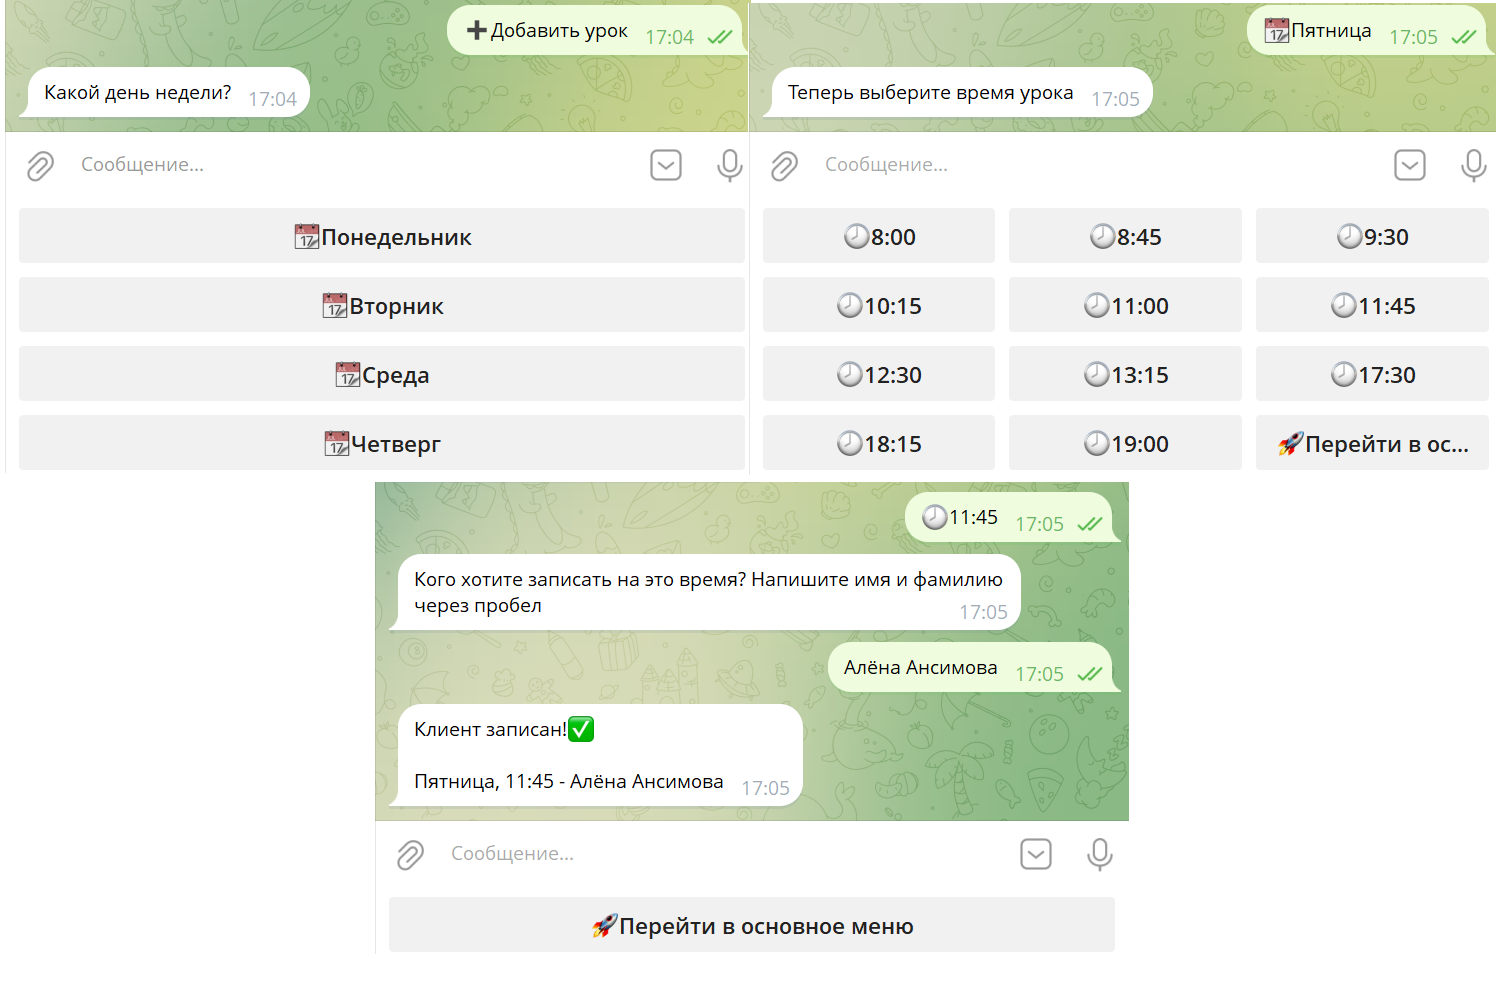 ➕Добавить урок 17:04
Какой день недели? 17:04
Сообщение...
📆Понедельник
📆Вторник
📆Среда
📆Четверг
📆Пятница 17:05
Теперь выберите время урока 17:05
Сообщение...
🕗8:00 🕗8:45 🕗9:30
🕗10:15 🕗11:00 🕗11:45
🕗12:30 🕗13:15 🕗17:30
🕗18:15 🕗19:00 🚀Перейти в ос...
🕗11:45 17:05
Кого хотите записать на это время? Напишите имя и фамилию
через пробел 17:05
Алёна Ансимова 17:05
Клиент записан!✅
Пятница, 11:45 - Алёна Ансимова 17:05
Сообщение...
🚀Перейти в основное меню